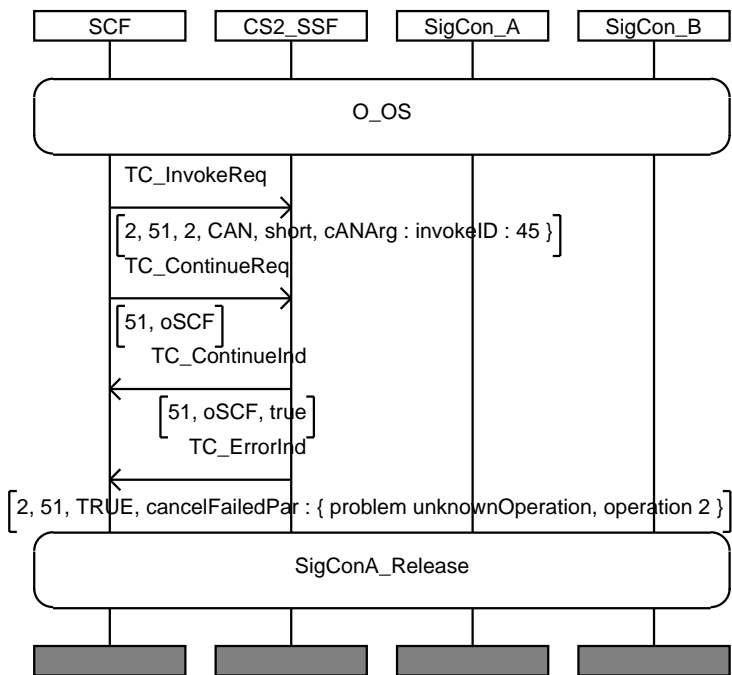 SCF CS2_SSF SigCon_A SigCon_B
O_OS
TC_InvokeReq
2, 51, 2, CAN, short, cANArg : invokeID : 45 }
TC_ContinueReq
51, oSCF
TC_ContinueInd
51, oSCF, true
TC_ErrorInd
2, 51, TRUE, cancelFailedPar : { problem unknownOperation, operation 2 }
SigConA_Release